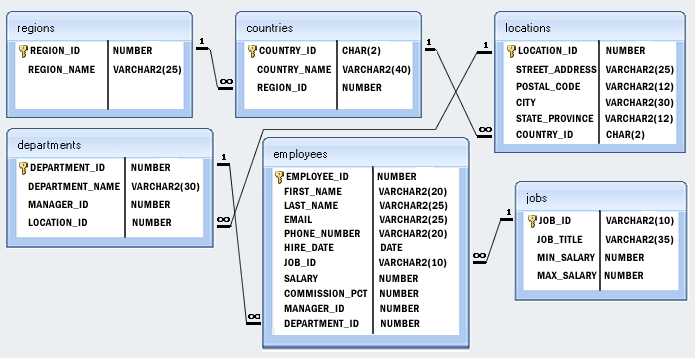 regions
REGION_ID NUMBER
REGION_NAME VARCHAR2(25)
1
∞
countries
COUNTRY_ID CHAR(2)
COUNTRY_NAME VARCHAR2(40)
REGION_ID NUMBER
1
∞
locations
LOCATION_ID NUMBER
STREET_ADDRESS VARCHAR2(25)
POSTAL_CODE VARCHAR2(12)
CITY VARCHAR2(30)
STATE_PROVINCE VARCHAR2(12)
COUNTRY_ID CHAR(2)
1
∞
departments
DEPARTMENT_ID NUMBER
DEPARTMENT_NAME VARCHAR2(30)
MANAGER_ID NUMBER
LOCATION_ID NUMBER
1
∞
employees
EMPLOYEE_ID NUMBER
FIRST_NAME VARCHAR2(20)
LAST_NAME VARCHAR2(25)
EMAIL VARCHAR2(25)
PHONE_NUMBER VARCHAR2(20)
HIRE_DATE DATE
JOB_ID VARCHAR2(10)
SALARY NUMBER
COMMISSION_PCT NUMBER
MANAGER_ID NUMBER
DEPARTMENT_ID NUMBER
1
∞
jobs
JOB_ID VARCHAR2(10)
JOB_TITLE VARCHAR2(35)
MIN_SALARY NUMBER
MAX_SALARY NUMBER